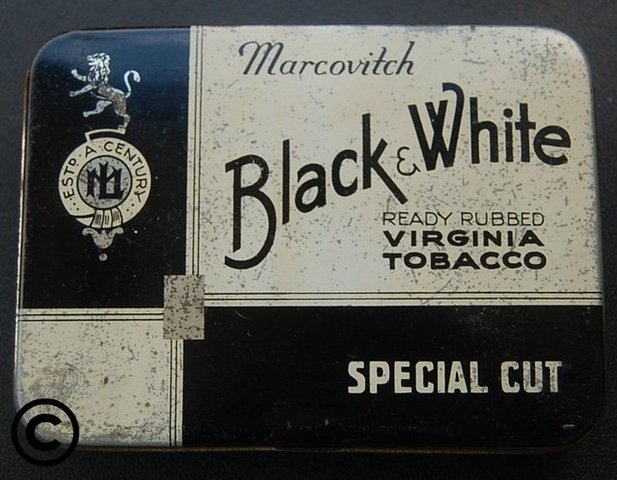 Marcovitch
Black & White
READY RUBBED
VIRGINIA
TOBACCO
SPECIAL CUT
ESTD. A CENTURY
©